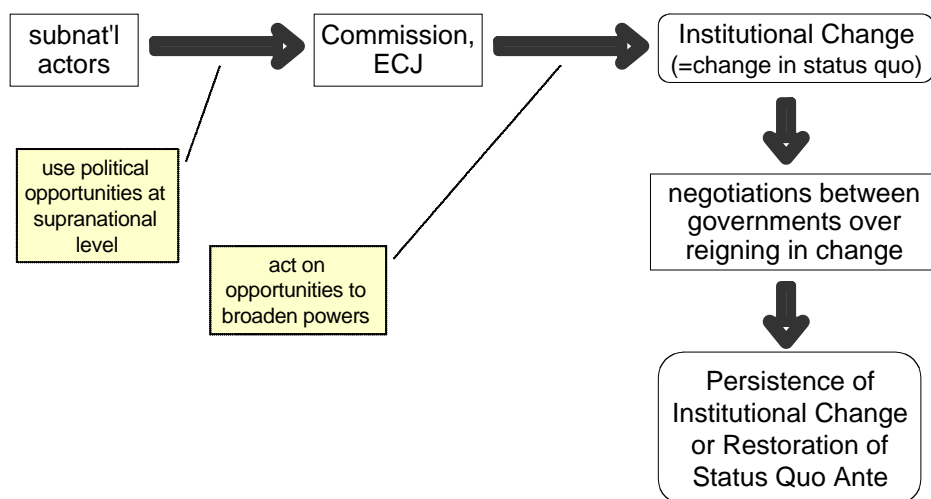 subnat'l
actors
Commission,
ECJ
Institutional Change
(=change in status quo)
use political
opportunities at
supranational
level
act on
opportunities to
broaden powers
negotiations between
governments over
reigning in change
Persistence of
Institutional Change
or Restoration of
Status Quo Ante